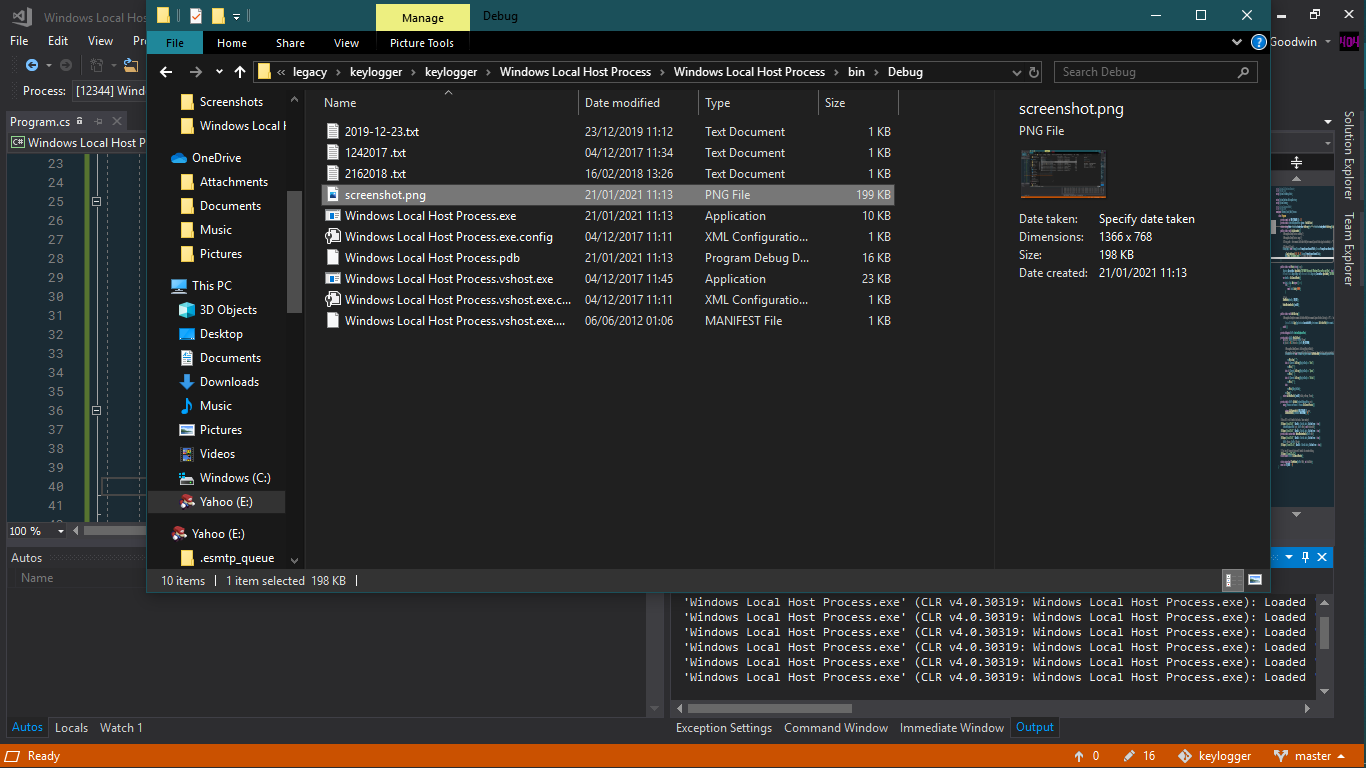 Windows Local Host
Manage
Debug
File Edit View
Goodwin
File Home Share View Picture Tools
legacy keylogger keylogger Windows Local Host Process Windows Local Host Process bin Debug
Search Debug
Process: [12344] Wind
Program.cs
Windows Local Host P
Screenshots
Windows Local
OneDrive
Attachments
Documents
Music
Pictures
This PC
3D Objects
Desktop
Documents
Downloads
Music
Pictures
Videos
Windows (C:)
Yahoo (E:)
Yahoo (E:)
.esmtp_queue
Name Date modified Type Size
2019-12-23.txt 23/12/2019 11:12 Text Document 1 KB
1242017 .txt 04/12/2017 11:34 Text Document 1 KB
2162018 .txt 16/02/2018 13:26 Text Document 1 KB
screenshot.png 21/01/2021 11:13 PNG File 199 KB
Windows Local Host Process.exe 21/01/2021 11:13 Application 10 KB
Windows Local Host Process.exe.config 04/12/2017 11:11 XML Configuratio... 1 KB
Windows Local Host Process.pdb 21/01/2021 11:13 Program Debug D... 16 KB
Windows Local Host Process.vshost.exe 04/12/2017 11:45 Application 23 KB
Windows Local Host Process.vshost.exe.c... 04/12/2017 11:11 XML Configuratio... 1 KB
Windows Local Host Process.vshost.exe.... 06/06/2012 01:06 MANIFEST File 1 KB
screenshot.png
PNG File
Date taken: Specify date taken
Dimensions: 1366 x 768
Size: 198 KB
Date created: 21/01/2021 11:13
Solution Explorer
Team Explorer
23
24
25
26
27
28
29
30
31
32
33
34
35
36
37
38
39
40
41
100 %
10 items 1 item selected 198 KB
Autos
Name
'Windows Local Host Process.exe' (CLR v4.0.30319: Windows Local Host Process.exe): Loaded
'Windows Local Host Process.exe' (CLR v4.0.30319: Windows Local Host Process.exe): Loaded
'Windows Local Host Process.exe' (CLR v4.0.30319: Windows Local Host Process.exe): Loaded
'Windows Local Host Process.exe' (CLR v4.0.30319: Windows Local Host Process.exe): Loaded
'Windows Local Host Process.exe' (CLR v4.0.30319: Windows Local Host Process.exe): Loaded
'Windows Local Host Process.exe' (CLR v4.0.30319: Windows Local Host Process.exe): Loaded
Autos Locals Watch 1
Exception Settings Command Window Immediate Window Output
Ready
0 16 keylogger master